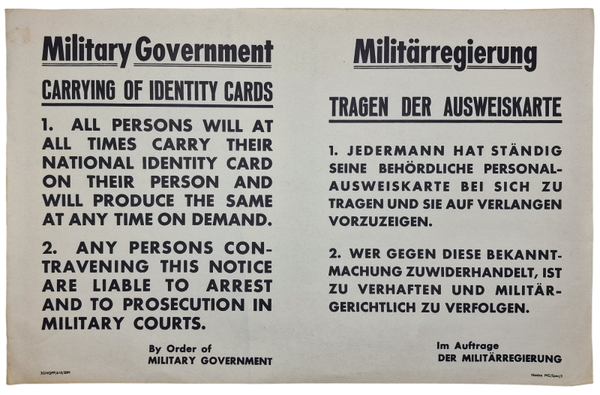 Military Government
CARRYING OF IDENTITY CARDS
1. ALL PERSONS WILL AT
ALL TIMES CARRY THEIR
NATIONAL IDENTITY CARD
ON THEIR PERSON AND
WILL PRODUCE THE SAME
AT ANY TIME ON DEMAND.
2. ANY PERSONS CON-
TRAVENING THIS NOTICE
ARE LIABLE TO ARREST
AND TO PROSECUTION IN
MILITARY COURTS.
By Order of
MILITARY GOVERNMENT
Militärregierung
TRAGEN DER AUSWEISKARTE
1. JEDERMANN HAT STÄNDIG
SEINE BEHÖRDLICHE PERSONAL-
AUSWEISKARTE BEI SICH ZU
TRAGEN UND SIE AUF VERLANGEN
VORZUZEIGEN.
2. WER GEGEN DIESE BEKANNT-
MACHUNG ZUWIDERHANDELT, IST
ZU VERHAFTEN UND MILITÄR-
GERICHTLICH ZU VERFOLGEN.
Im Auftrage
DER MILITÄRREGIERUNG